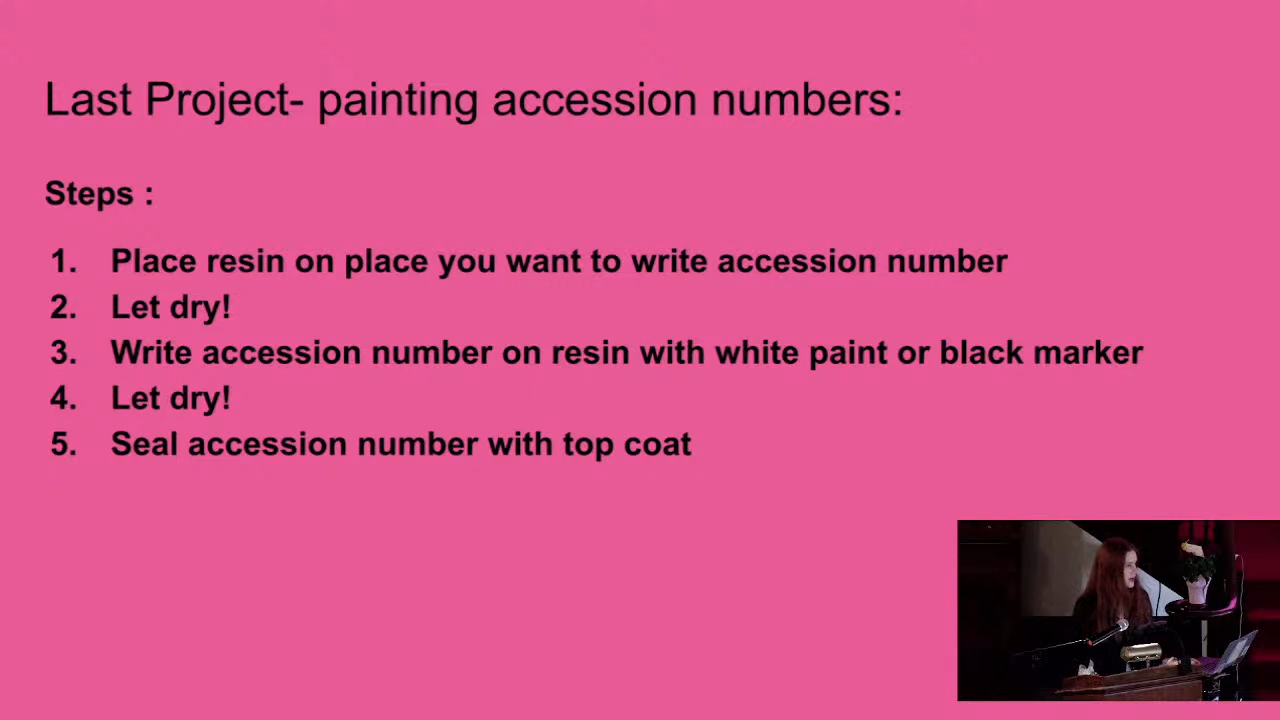 Last Project- painting accession numbers:
Steps :
1. Place resin on place you want to write accession number
2. Let dry!
3. Write accession number on resin with white paint or black marker
4. Let dry!
5. Seal accession number with top coat